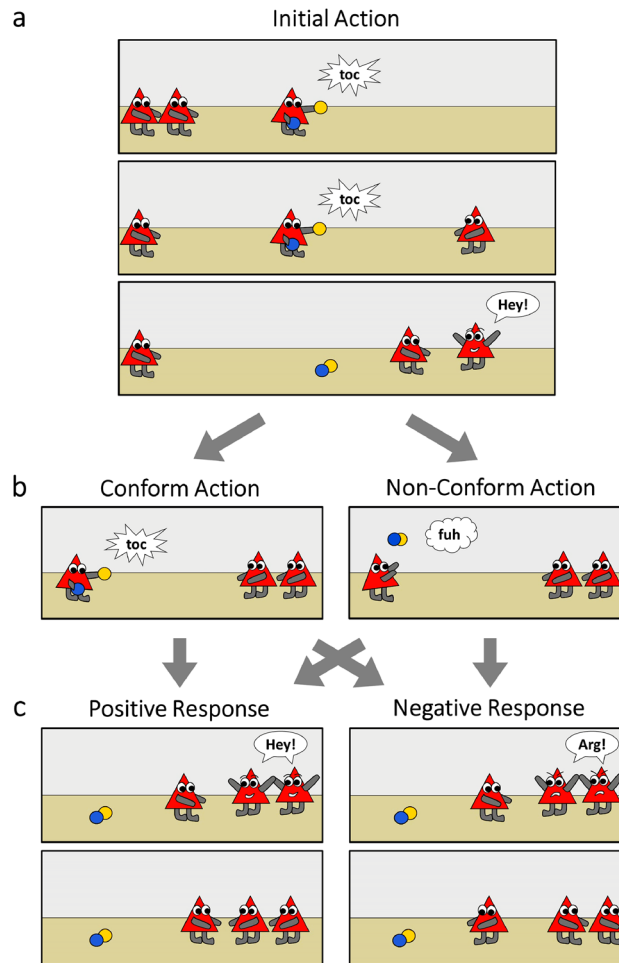 a
Initial Action
toc
toc
Hey!
b
Conform Action
Non-Conform Action
toc
fuh
c
Positive Response
Negative Response
Hey!
Arg!